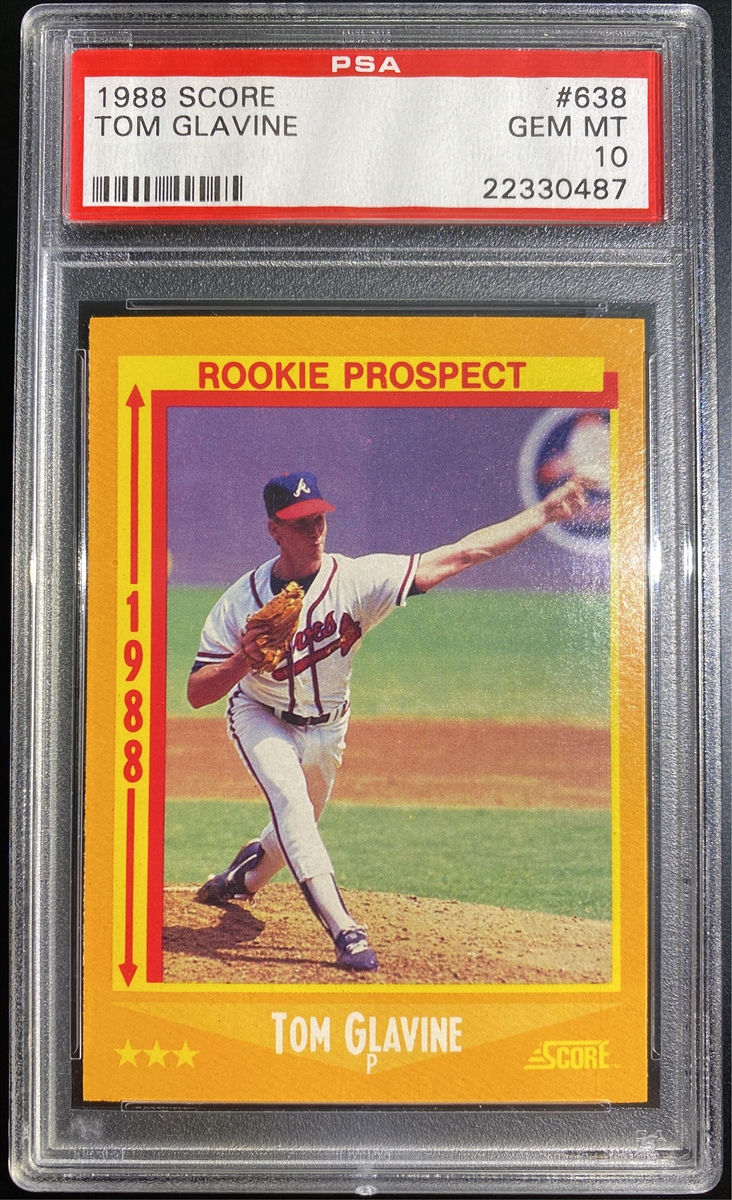 PSA
1988 SCORE #638
TOM GLAVINE GEM MT
10
22330487
ROOKIE PROSPECT
1988
A
TOM GLAVINE
P
SCORE